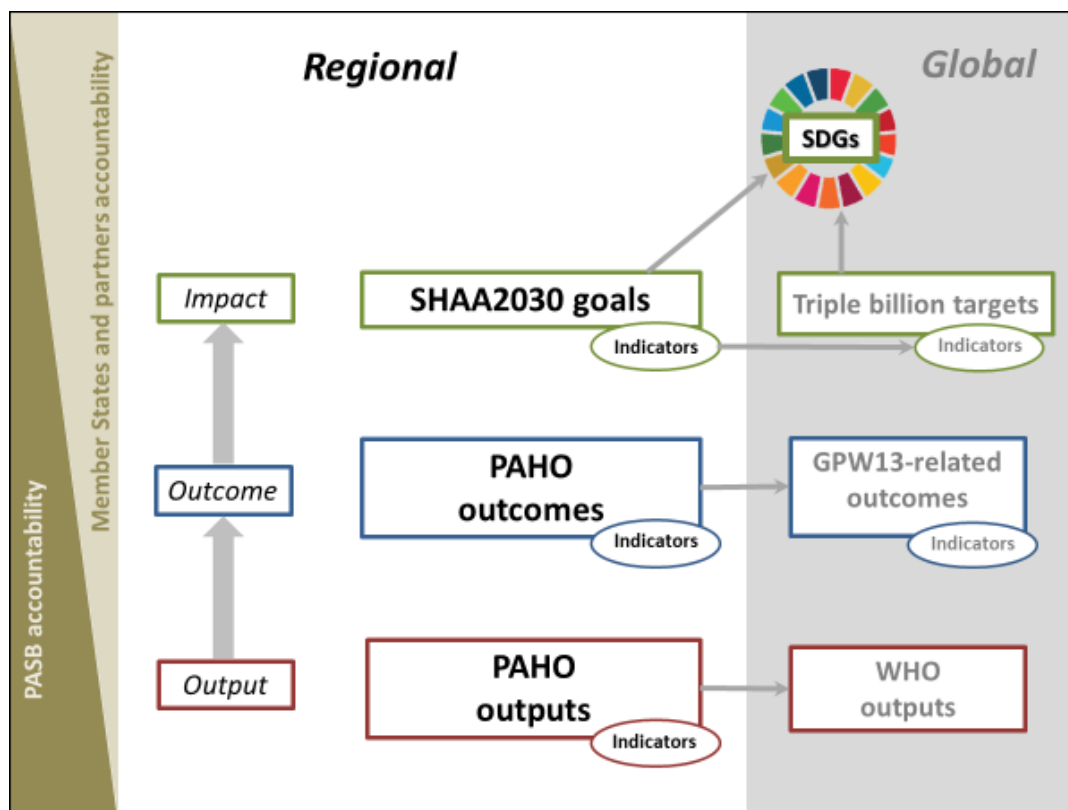 PASB accountability
Member States and partners accountability
Regional
Global
SDGs
Impact
SHAA2030 goals
Indicators
Triple billion targets
Indicators
Outcome
PAHO
outcomes
Indicators
GPW13-related
outcomes
Indicators
Output
PAHO
outputs
Indicators
WHO
outputs